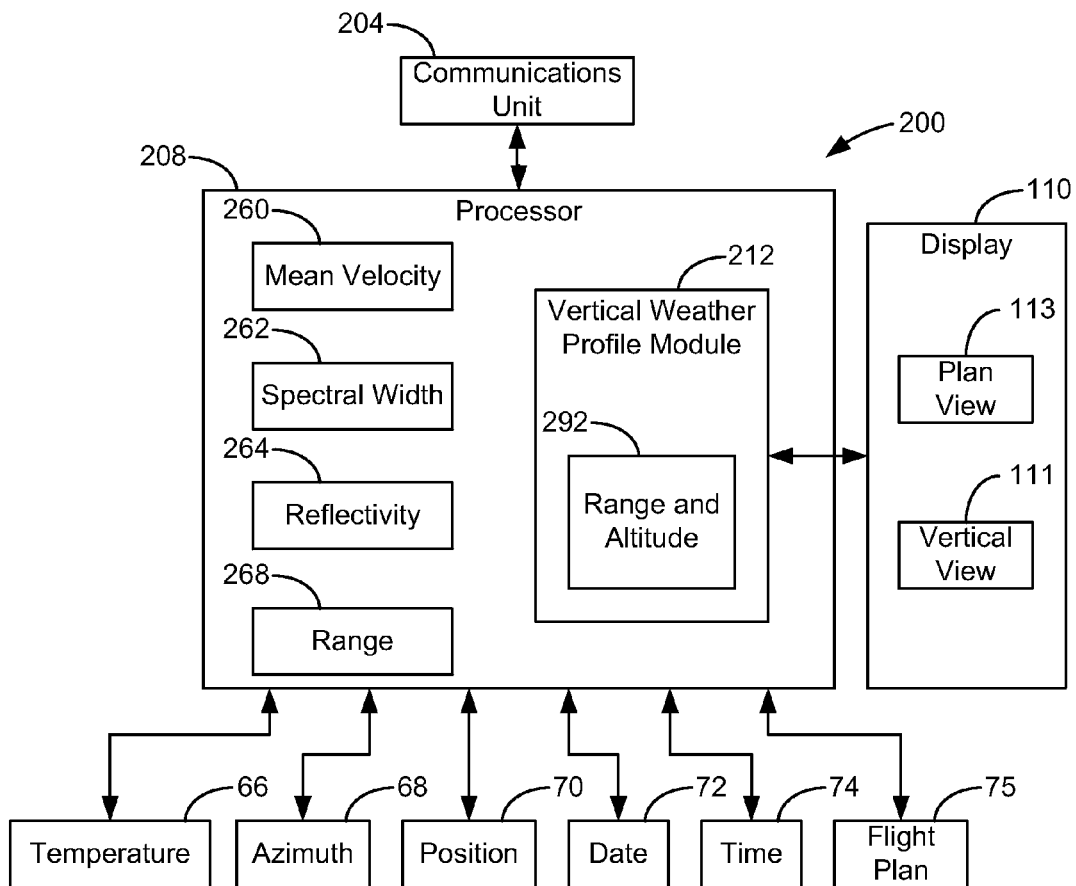 204
Communications
Unit
200
208
Processor
260
Mean Velocity
262
Spectral Width
264
Reflectivity
268
Range
212
Vertical Weather
Profile Module
292
Range and
Altitude
110
Display
113
Plan
View
111
Vertical
View
66
Temperature
68
Azimuth
70
Position
72
Date
74
Time
75
Flight
Plan